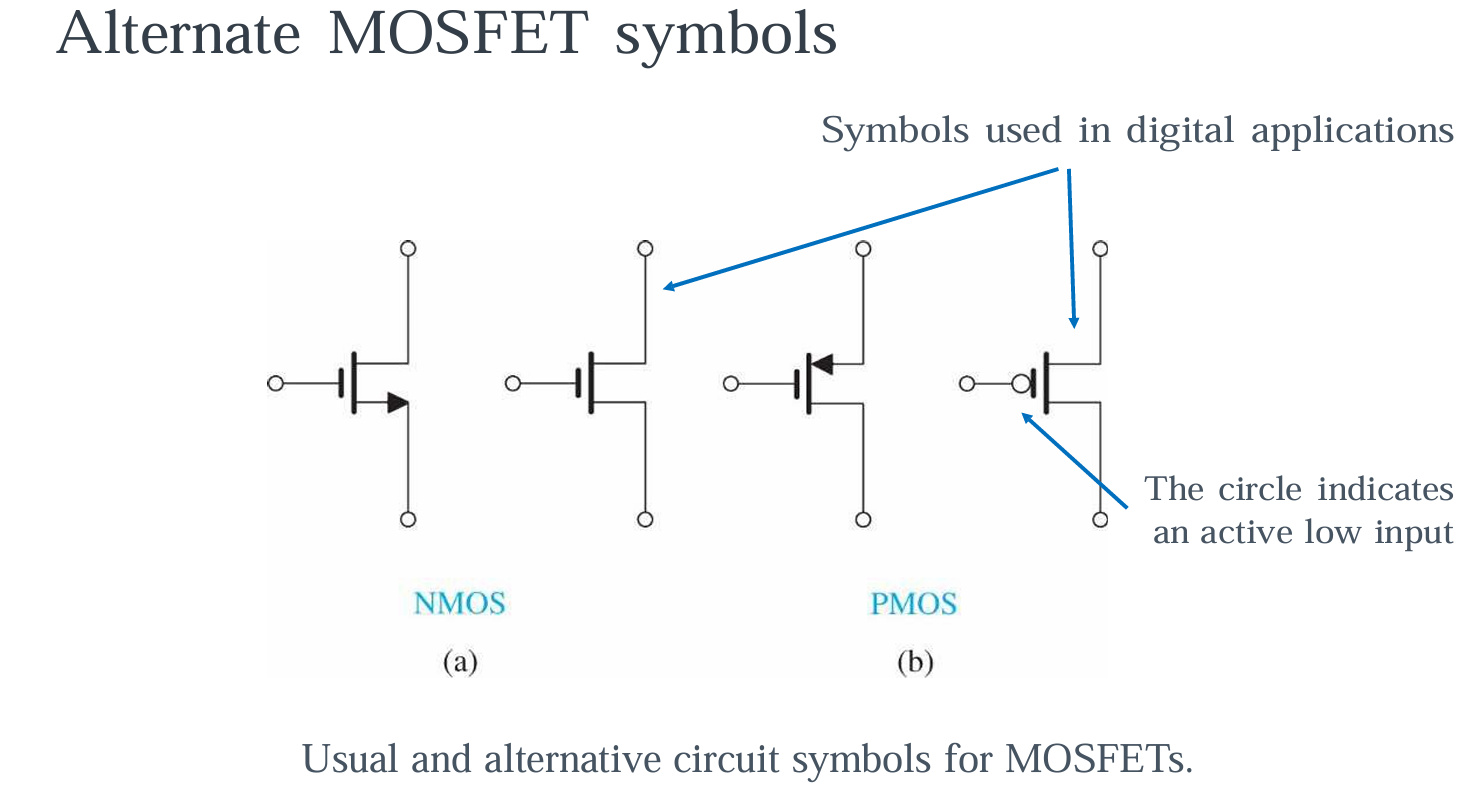 Alternate MOSFET symbols
Symbols used in digital applications
The circle indicates
an active low input
NMOS
PMOS
(a)
(b)
Usual and alternative circuit symbols for MOSFETs.